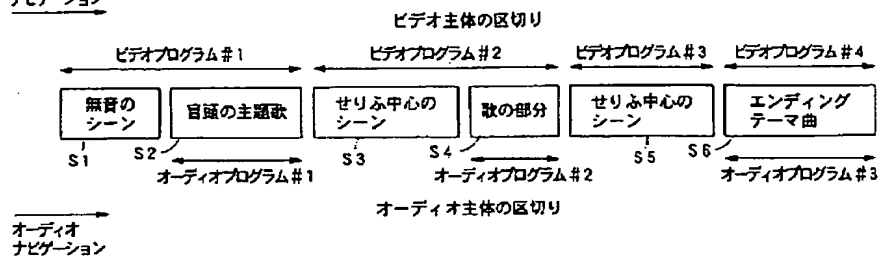 ナビゲーション
ビデオ主体の区切り
ビデオプログラム#1 ビデオプログラム#2 ビデオプログラム#3 ビデオプログラム#4
無音の
シーン
冒頭の主題歌
せりふ中心の
シーン
歌の部分
せりふ中心の
シーン
エンディング
テーマ曲
S1 S2 S3 S4 S5 S6
オーディオプログラム#1 オーディオプログラム#2 オーディオプログラム#3
オーディオ主体の区切り
オーディオ
ナビゲーション